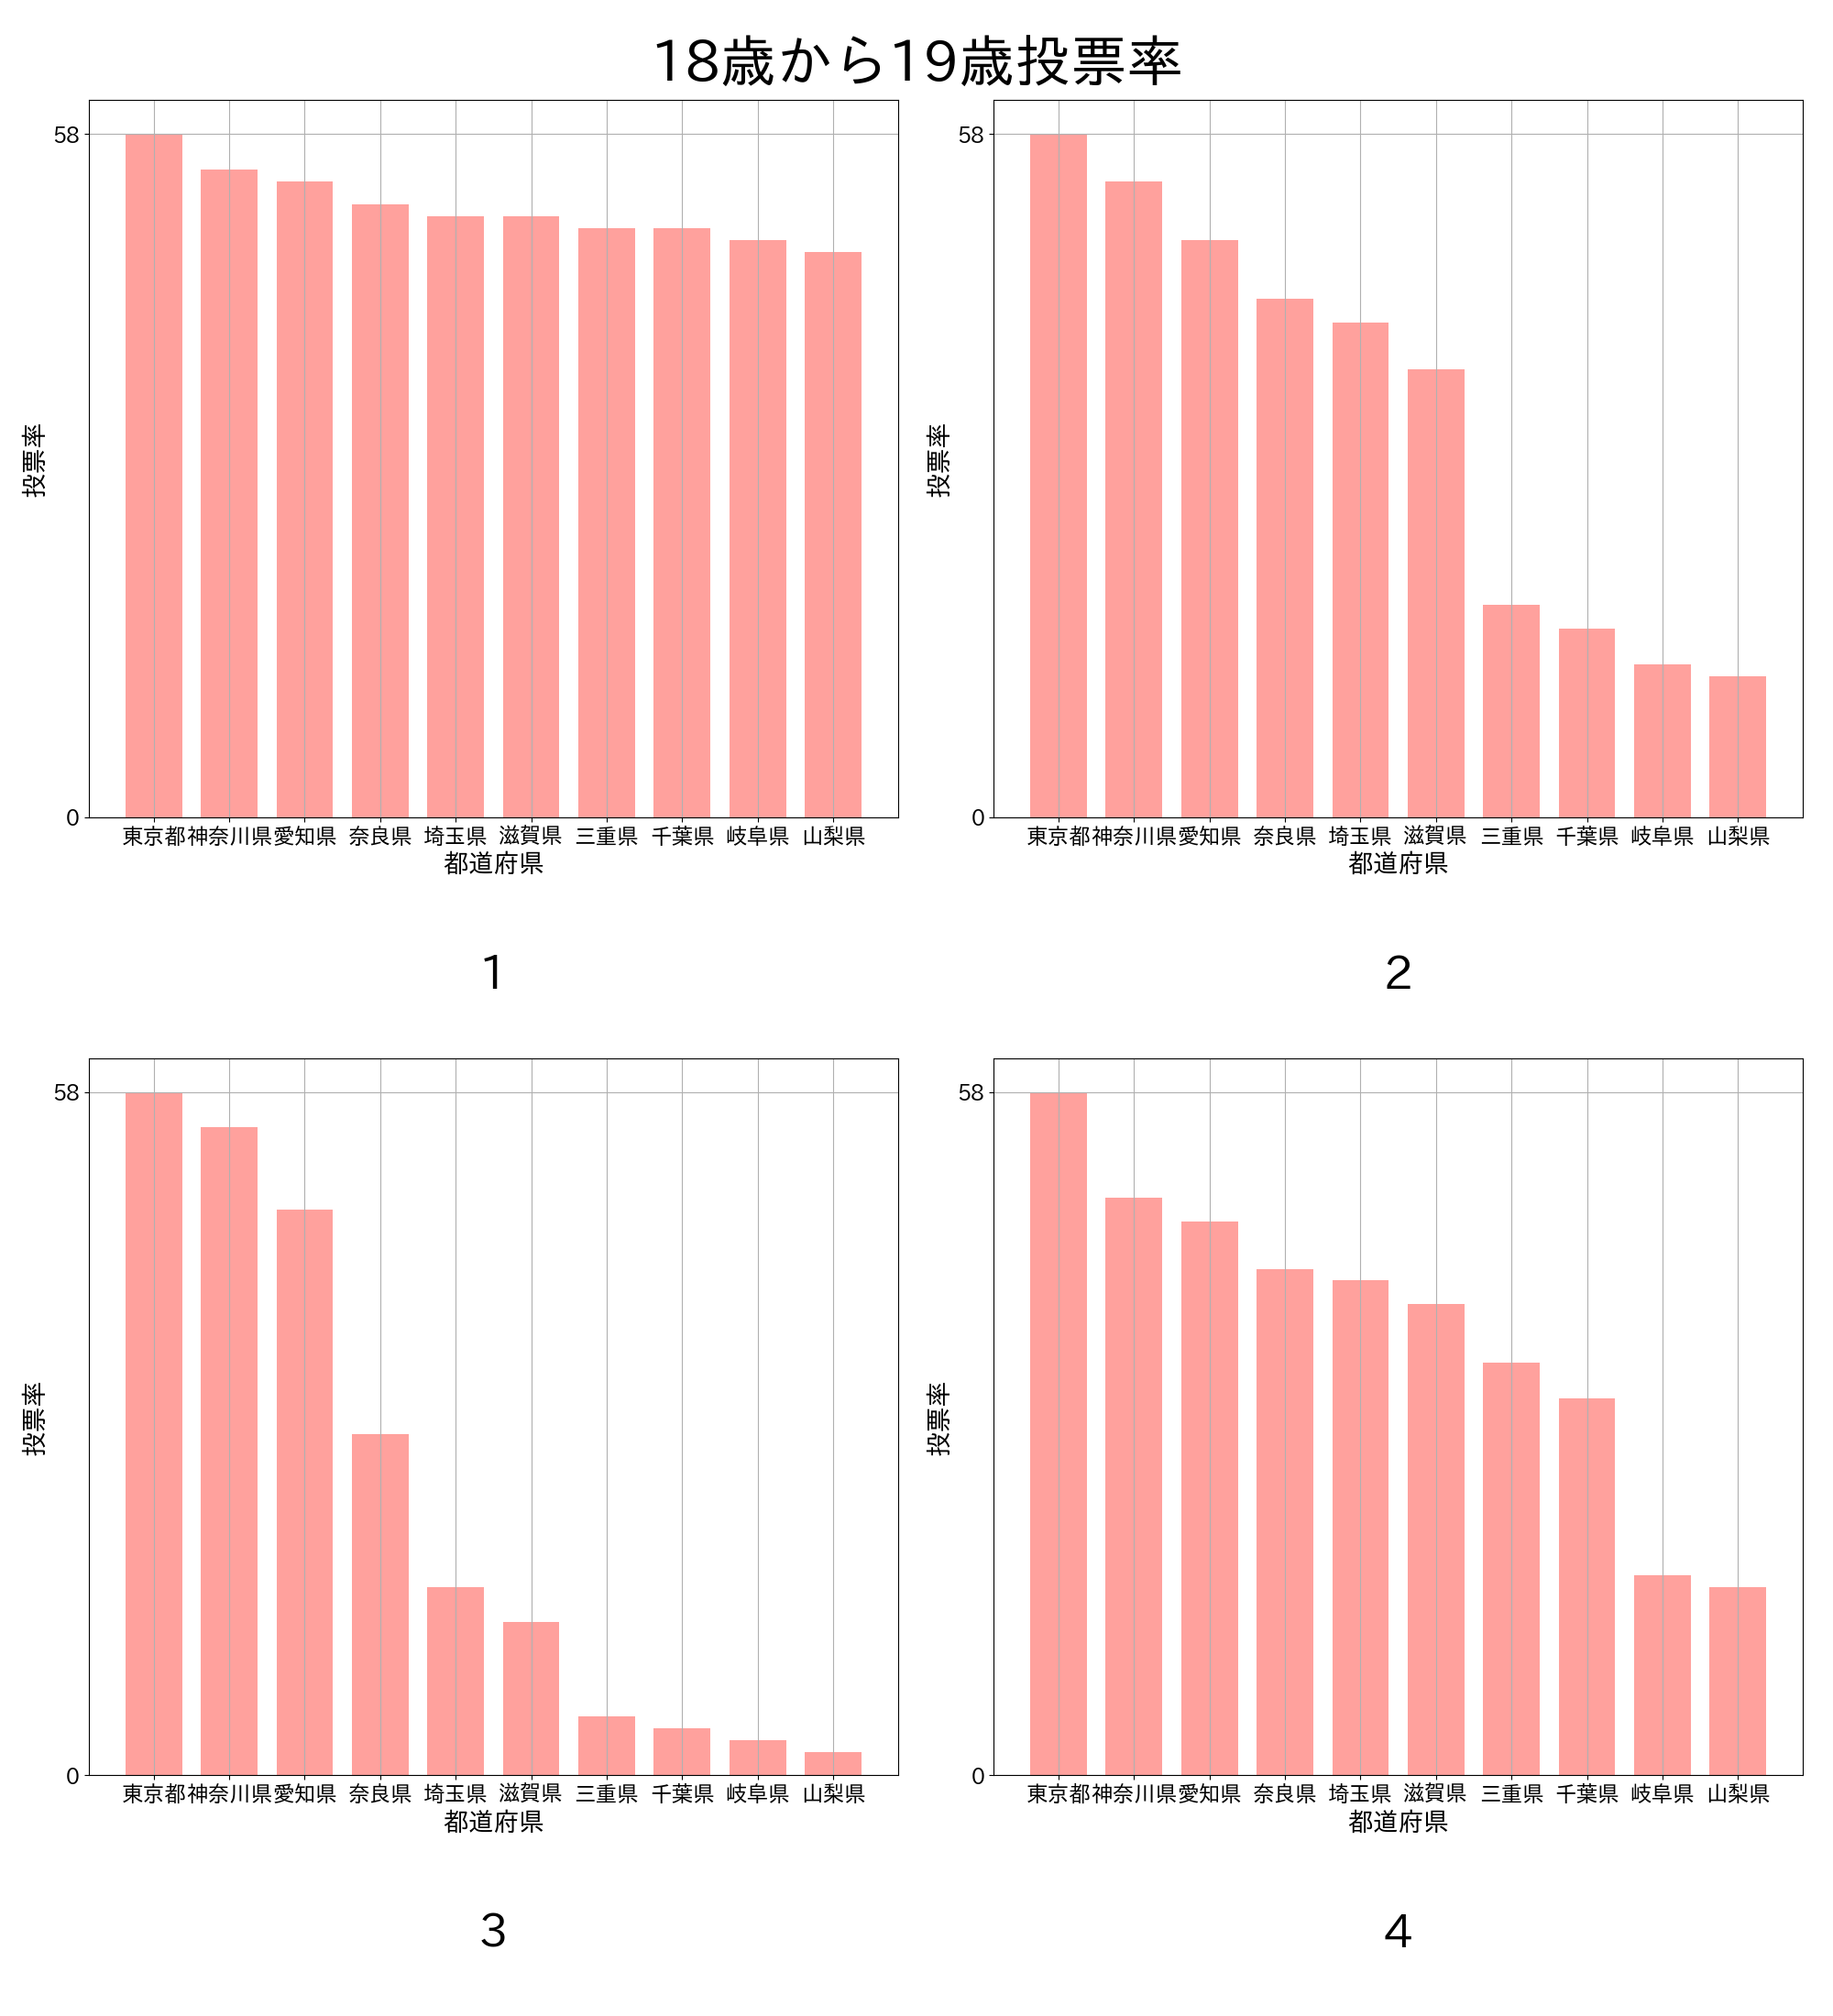 18歳から19歳投票率
58
0
投票率
東京都 神奈川県 愛知県 奈良県 埼玉県 滋賀県 三重県 千葉県 岐阜県 山梨県
都道府県
1
58
0
投票率
東京都 神奈川県 愛知県 奈良県 埼玉県 滋賀県 三重県 千葉県 岐阜県 山梨県
都道府県
2
58
0
投票率
東京都 神奈川県 愛知県 奈良県 埼玉県 滋賀県 三重県 千葉県 岐阜県 山梨県
都道府県
3
58
0
投票率
東京都 神奈川県 愛知県 奈良県 埼玉県 滋賀県 三重県 千葉県 岐阜県 山梨県
都道府県
4